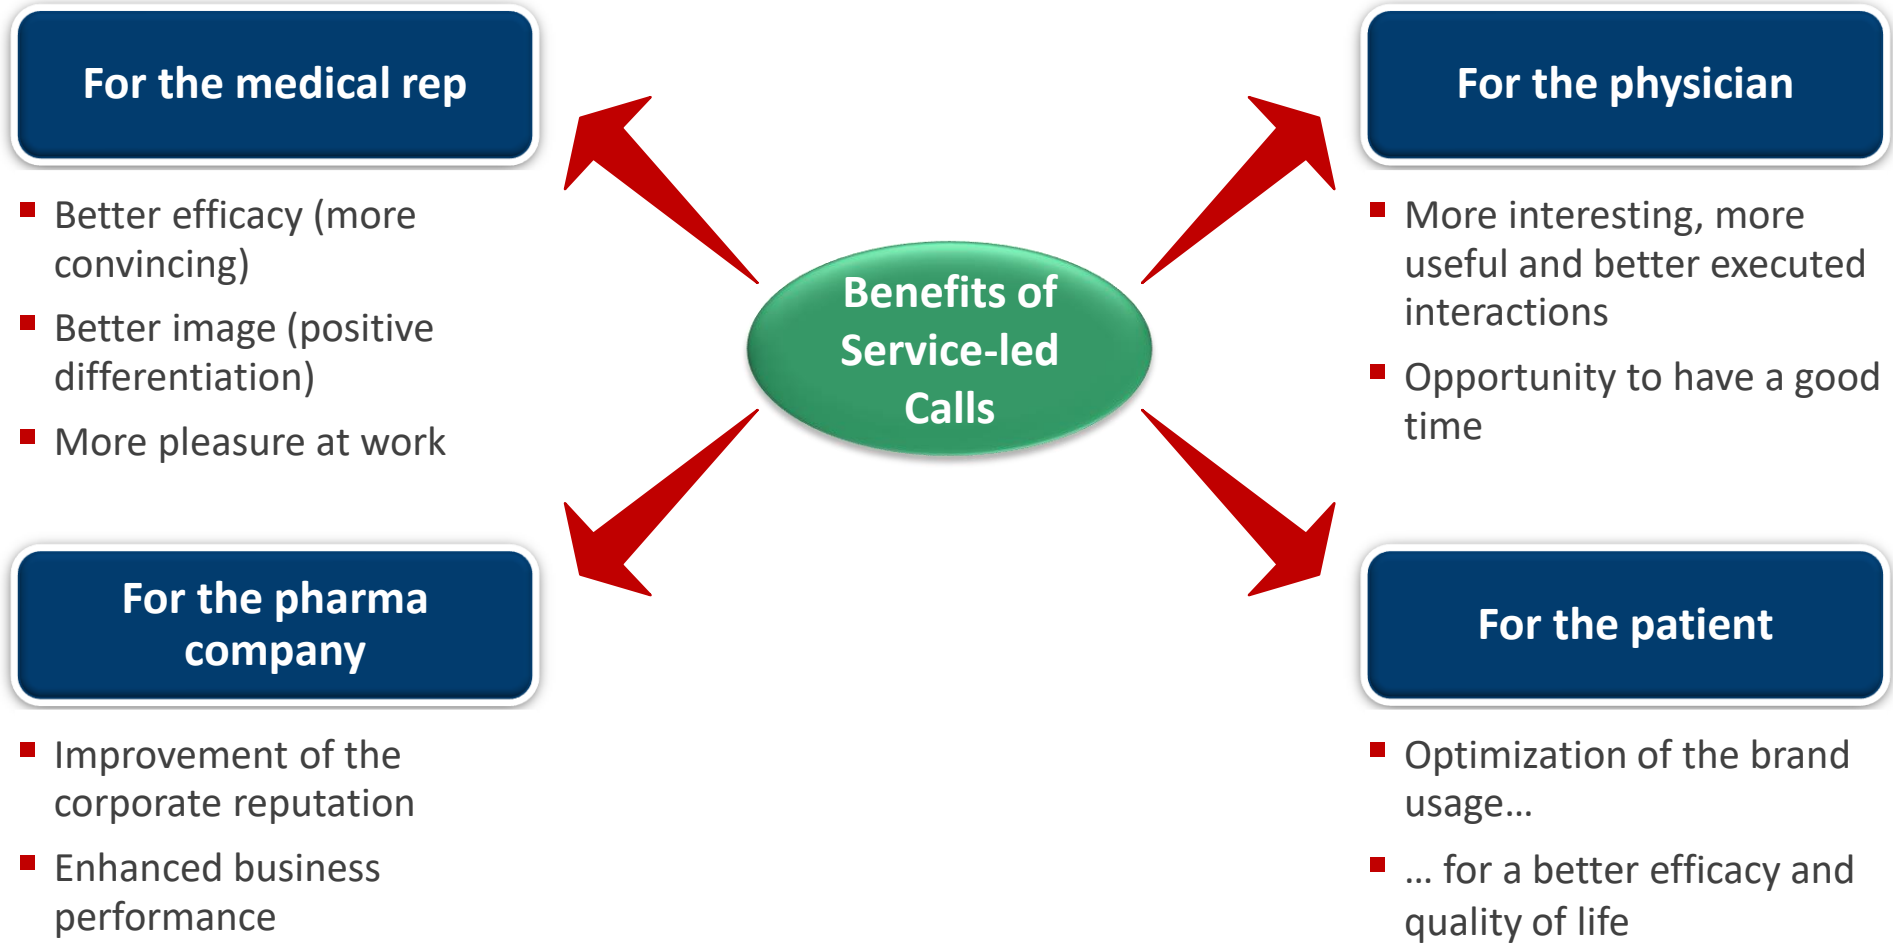 For the medical rep
▪ Better efficacy (more
convincing)
▪ Better image (positive
differentiation)
▪ More pleasure at work
For the physician
▪ More interesting, more
useful and better executed
interactions
▪ Opportunity to have a good
time
Benefits of
Service-led
Calls
For the pharma
company
▪ Improvement of the
corporate reputation
▪ Enhanced business
performance
For the patient
▪ Optimization of the brand
usage...
▪ ... for a better efficacy and
quality of life